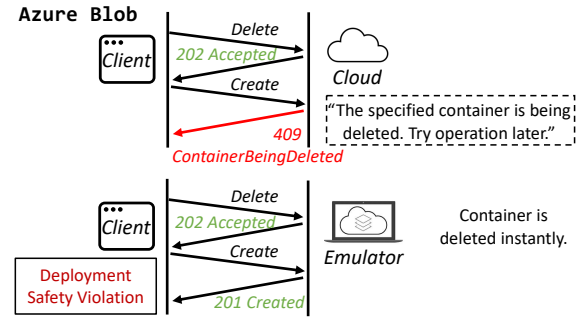 Azure Blob
Delete
Client
202 Accepted
Cloud
Create
“The specified container is being
deleted. Try operation later.”
409
ContainerBeingDeleted
Delete
Client
202 Accepted
Container is
deleted instantly.
Create
Emulator
Deployment
Safety Violation
201 Created